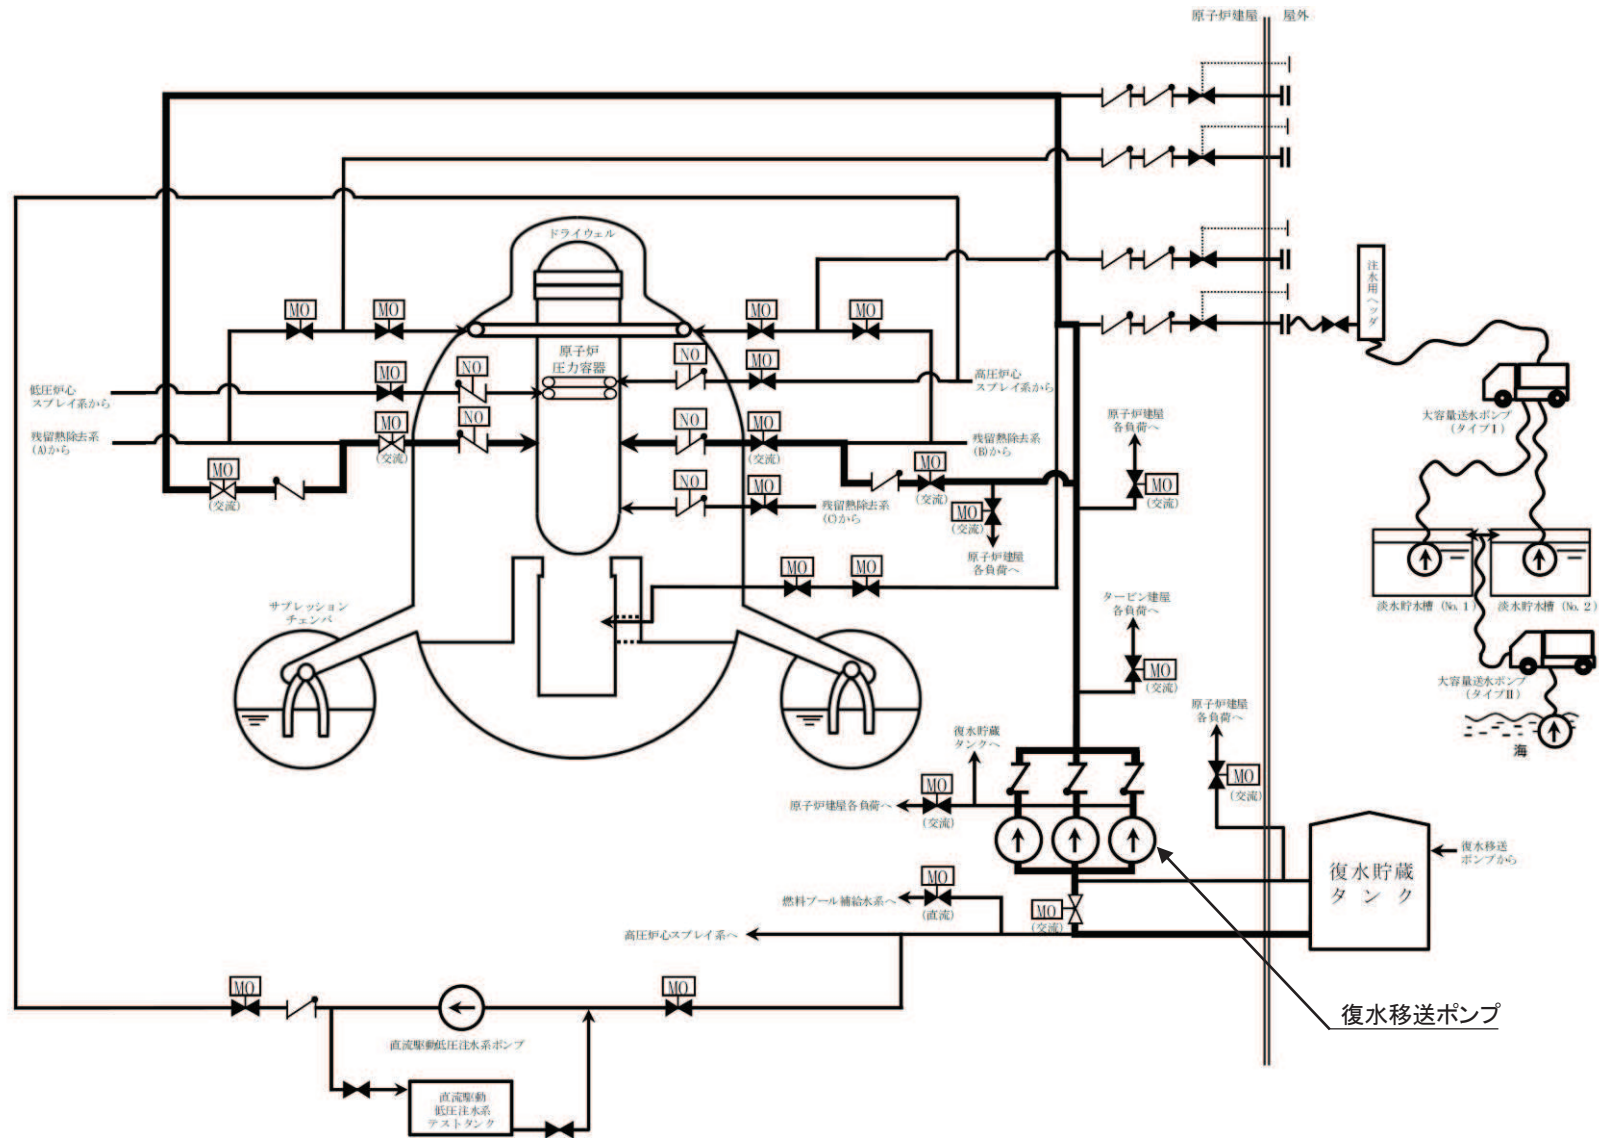 原子炉建屋
屋外
ドライウェル
注水用ヘッダ
MO
MO
MO
MO
原子炉
圧力容器
NO
MO
高圧炉心
スプレイ系から
低圧炉心
スプレイ系から
MO
NO
大容量送水ポンプ
(タイプⅠ)
残留熱除去系
(A)から
MO
(交流)
NO
NO
MO
(交流)
残留熱除去系
(B)から
原子炉建屋
各負荷へ
MO
(交流)
MO
(交流)
MO
(交流)
MO
(交流)
NO
MO
残留熱除去系
(C)から
原子炉建屋
各負荷へ
MO
MO
サプレッション
チェンバ
タービン建屋
各負荷へ
MO
(交流)
淡水貯水槽 (No. 1)
淡水貯水槽 (No. 2)
大容量送水ポンプ
(タイプⅡ)
海
原子炉建屋
各負荷へ
MO
(交流)
復水貯蔵
タンクへ
原子炉建屋各負荷へ
MO
(交流)
復水貯蔵
タンク
復水移送
ポンプから
燃料プール補給水系へ
MO
(直流)
MO
(交流)
高圧炉心スプレイ系へ
MO
MO
直流駆動低圧注水系ポンプ
復水移送ポンプ
直流駆動
低圧注水系
テストタンク